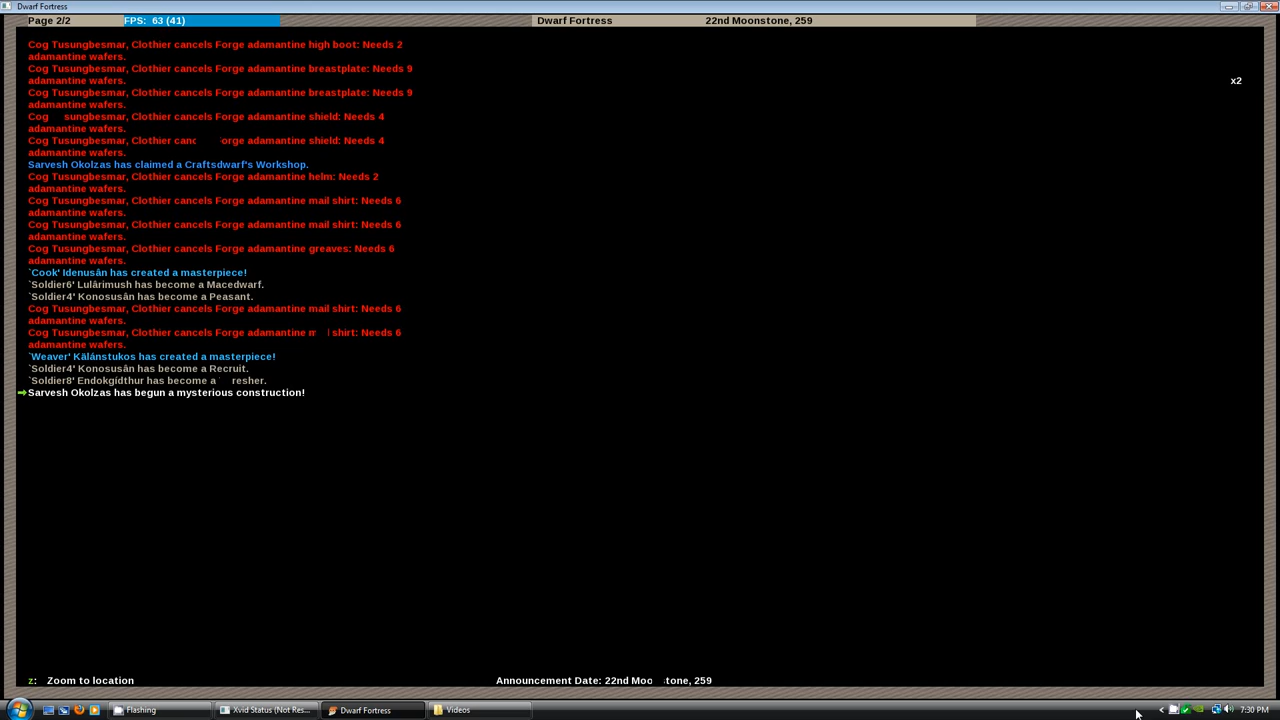 Dwarf Fortress
Page 2/2 FPS: 63 (41) Dwarf Fortress 22nd Moonstone, 259
Cog Tusungbesmar, Clothier cancels Forge adamantine high boot: Needs 2
adamantine wafers.
Cog Tusungbesmar, Clothier cancels Forge adamantine breastplate: Needs 9
adamantine wafers. x2
Cog Tusungbesmar, Clothier cancels Forge adamantine breastplate: Needs 9
adamantine wafers.
Cog sungbesmar, Clothier cancels Forge adamantine shield: Needs 4
adamantine wafers.
Cog Tusungbesmar, Clothier canc orge adamantine shield: Needs 4
adamantine wafers.
Sarvesh Okolzas has claimed a Craftsdwarf's Workshop.
Cog Tusungbesmar, Clothier cancels Forge adamantine helm: Needs 2
adamantine wafers.
Cog Tusungbesmar, Clothier cancels Forge adamantine mail shirt: Needs 6
adamantine wafers.
Cog Tusungbesmar, Clothier cancels Forge adamantine mail shirt: Needs 6
adamantine wafers.
Cog Tusungbesmar, Clothier cancels Forge adamantine greaves: Needs 6
adamantine wafers.
`Cook' Idenusân has created a masterpiece!
`Soldier6' Lulârimush has become a Macedwarf.
`Soldier4' Konosusân has become a Peasant.
Cog Tusungbesmar, Clothier cancels Forge adamantine mail shirt: Needs 6
adamantine wafers.
Cog Tusungbesmar, Clothier cancels Forge adamantine m l shirt: Needs 6
adamantine wafers.
`Weaver' Kälánstukos has created a masterpiece!
`Soldier4' Konosusân has become a Recruit.
`Soldier8' Endokgídthur has become a resher.
Sarvesh Okolzas has begun a mysterious construction!
z: Zoom to location Announcement Date: 22nd Moo tone, 259
Flashing Xvid Status (Not Res... Dwarf Fortress Videos 7:30 PM